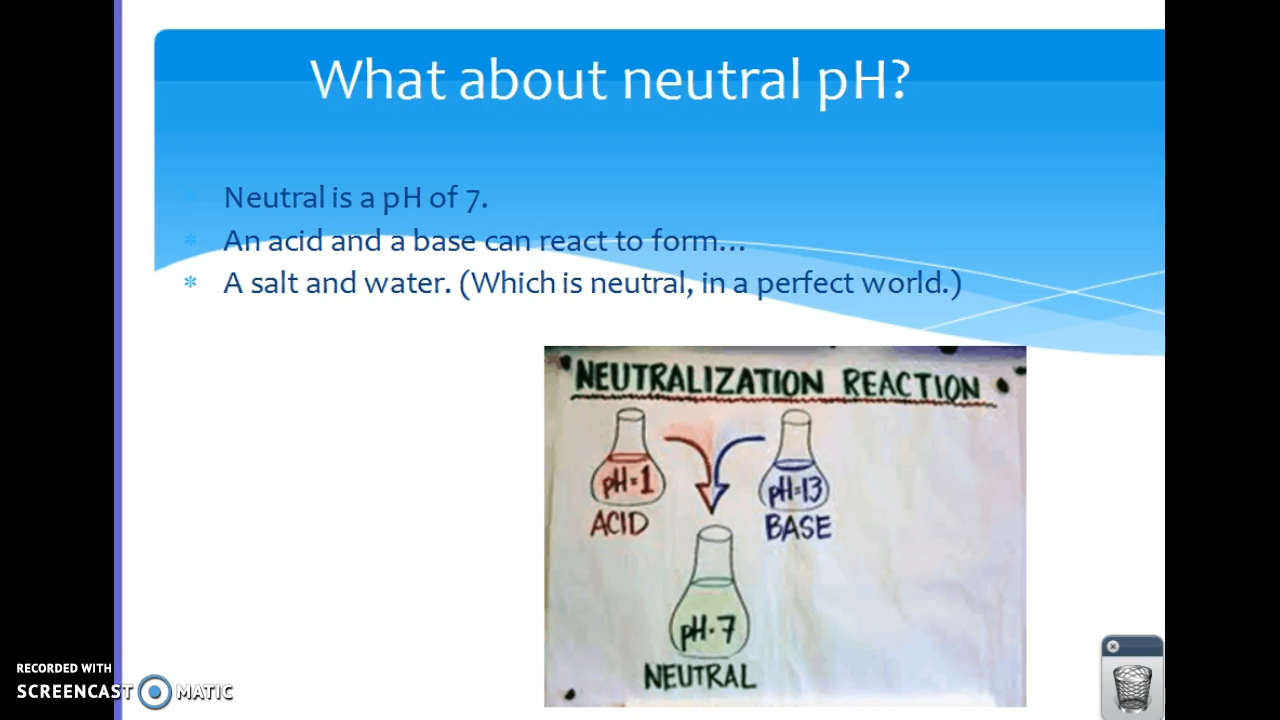 What about neutral pH?
Neutral is a pH of 7.
An acid and a base can react to form...
A salt and water. (Which is neutral, in a perfect world.)
NEUTRALIZATION REACTION
pH=1
ACID
pH=13
BASE
pH-7
NEUTRAL
RECORDED WITH
SCREENCAST MATIC